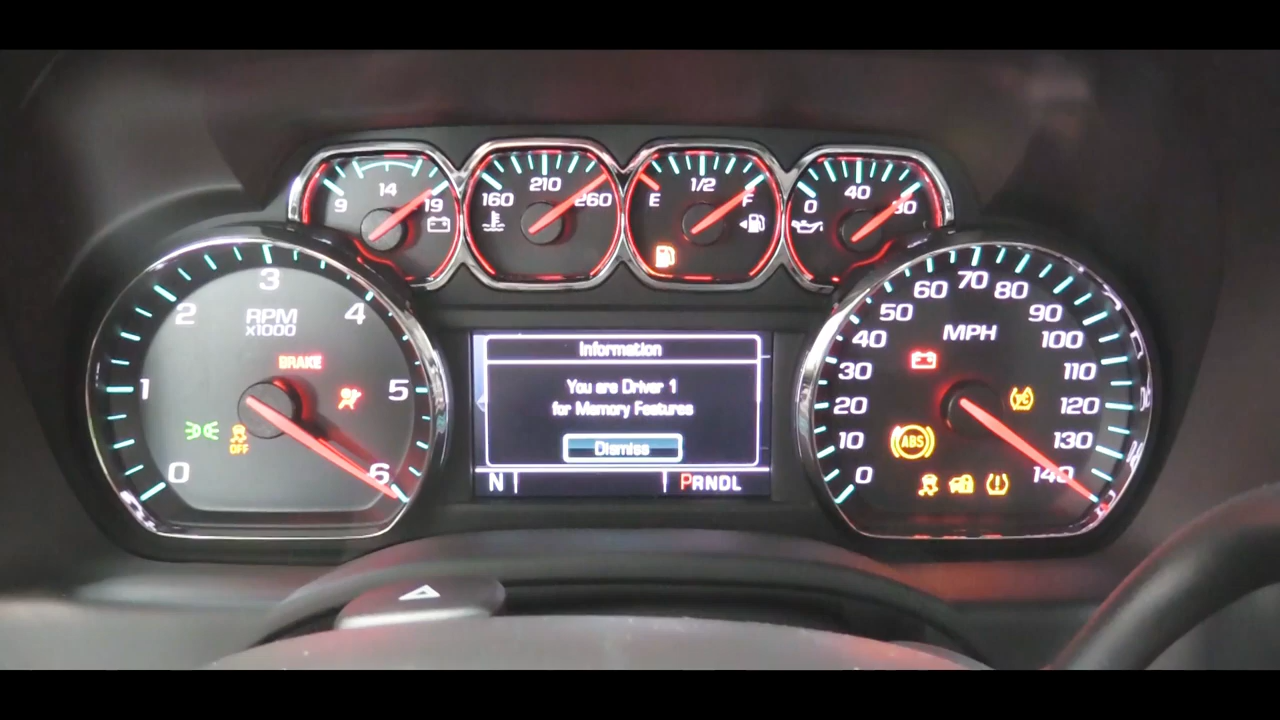 14
9 19
210
160 260
1/2
E F
40
0 80
3
2 4
RPM
x1000
BRAKE
1 5
OFF
0 6
Information
You are Driver 1
for Memory Features
Dismiss
N PRNDL
70
60 80
50 90
MPH
40 100
30 110
20 120
10 130
ABS
0 140